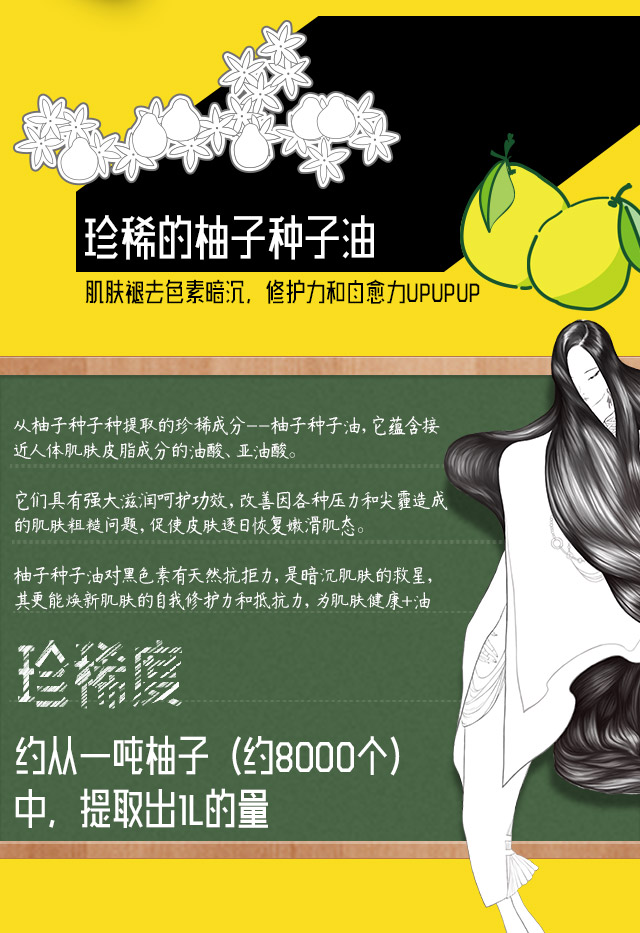 珍稀的柚子种子油
肌肤褪去色素暗沉，修护力和自愈力UPUPUP
从柚子种子种提取的珍稀成分--柚子种子油，它蕴含接
近人体肌肤皮脂成分的油酸、亚油酸。
它们具有强大滋润呵护功效，改善因各种压力和尖霾造成
的肌肤粗糙问题，促使皮肤逐日恢复嫩滑肌态。
柚子种子油对黑色素有天然抗拒力，是暗沉肌肤的救星，
其更能焕新肌肤的自我修护力和抵抗力，为肌肤健康+油
珍稀度
约从一吨柚子（约8000个）
中，提取出1L的量